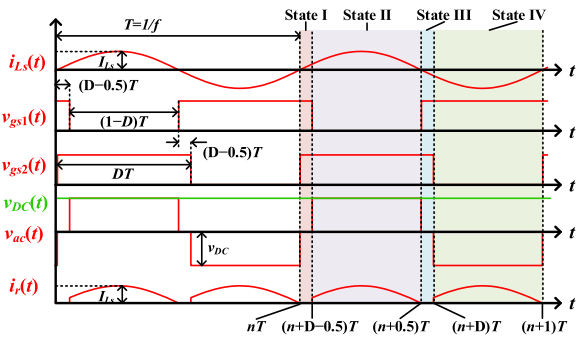 State I State II State III State IV
T=1/f
iLs(t) ILs t
(D−0.5)T
vgs1(t) (1−D)T t
(D−0.5)T
vgs2(t) DT t
vDC(t)
vac(t) vDC t
ir(t) ILs t
nT (n+D−0.5)T (n+0.5)T (n+D)T (n+1)T